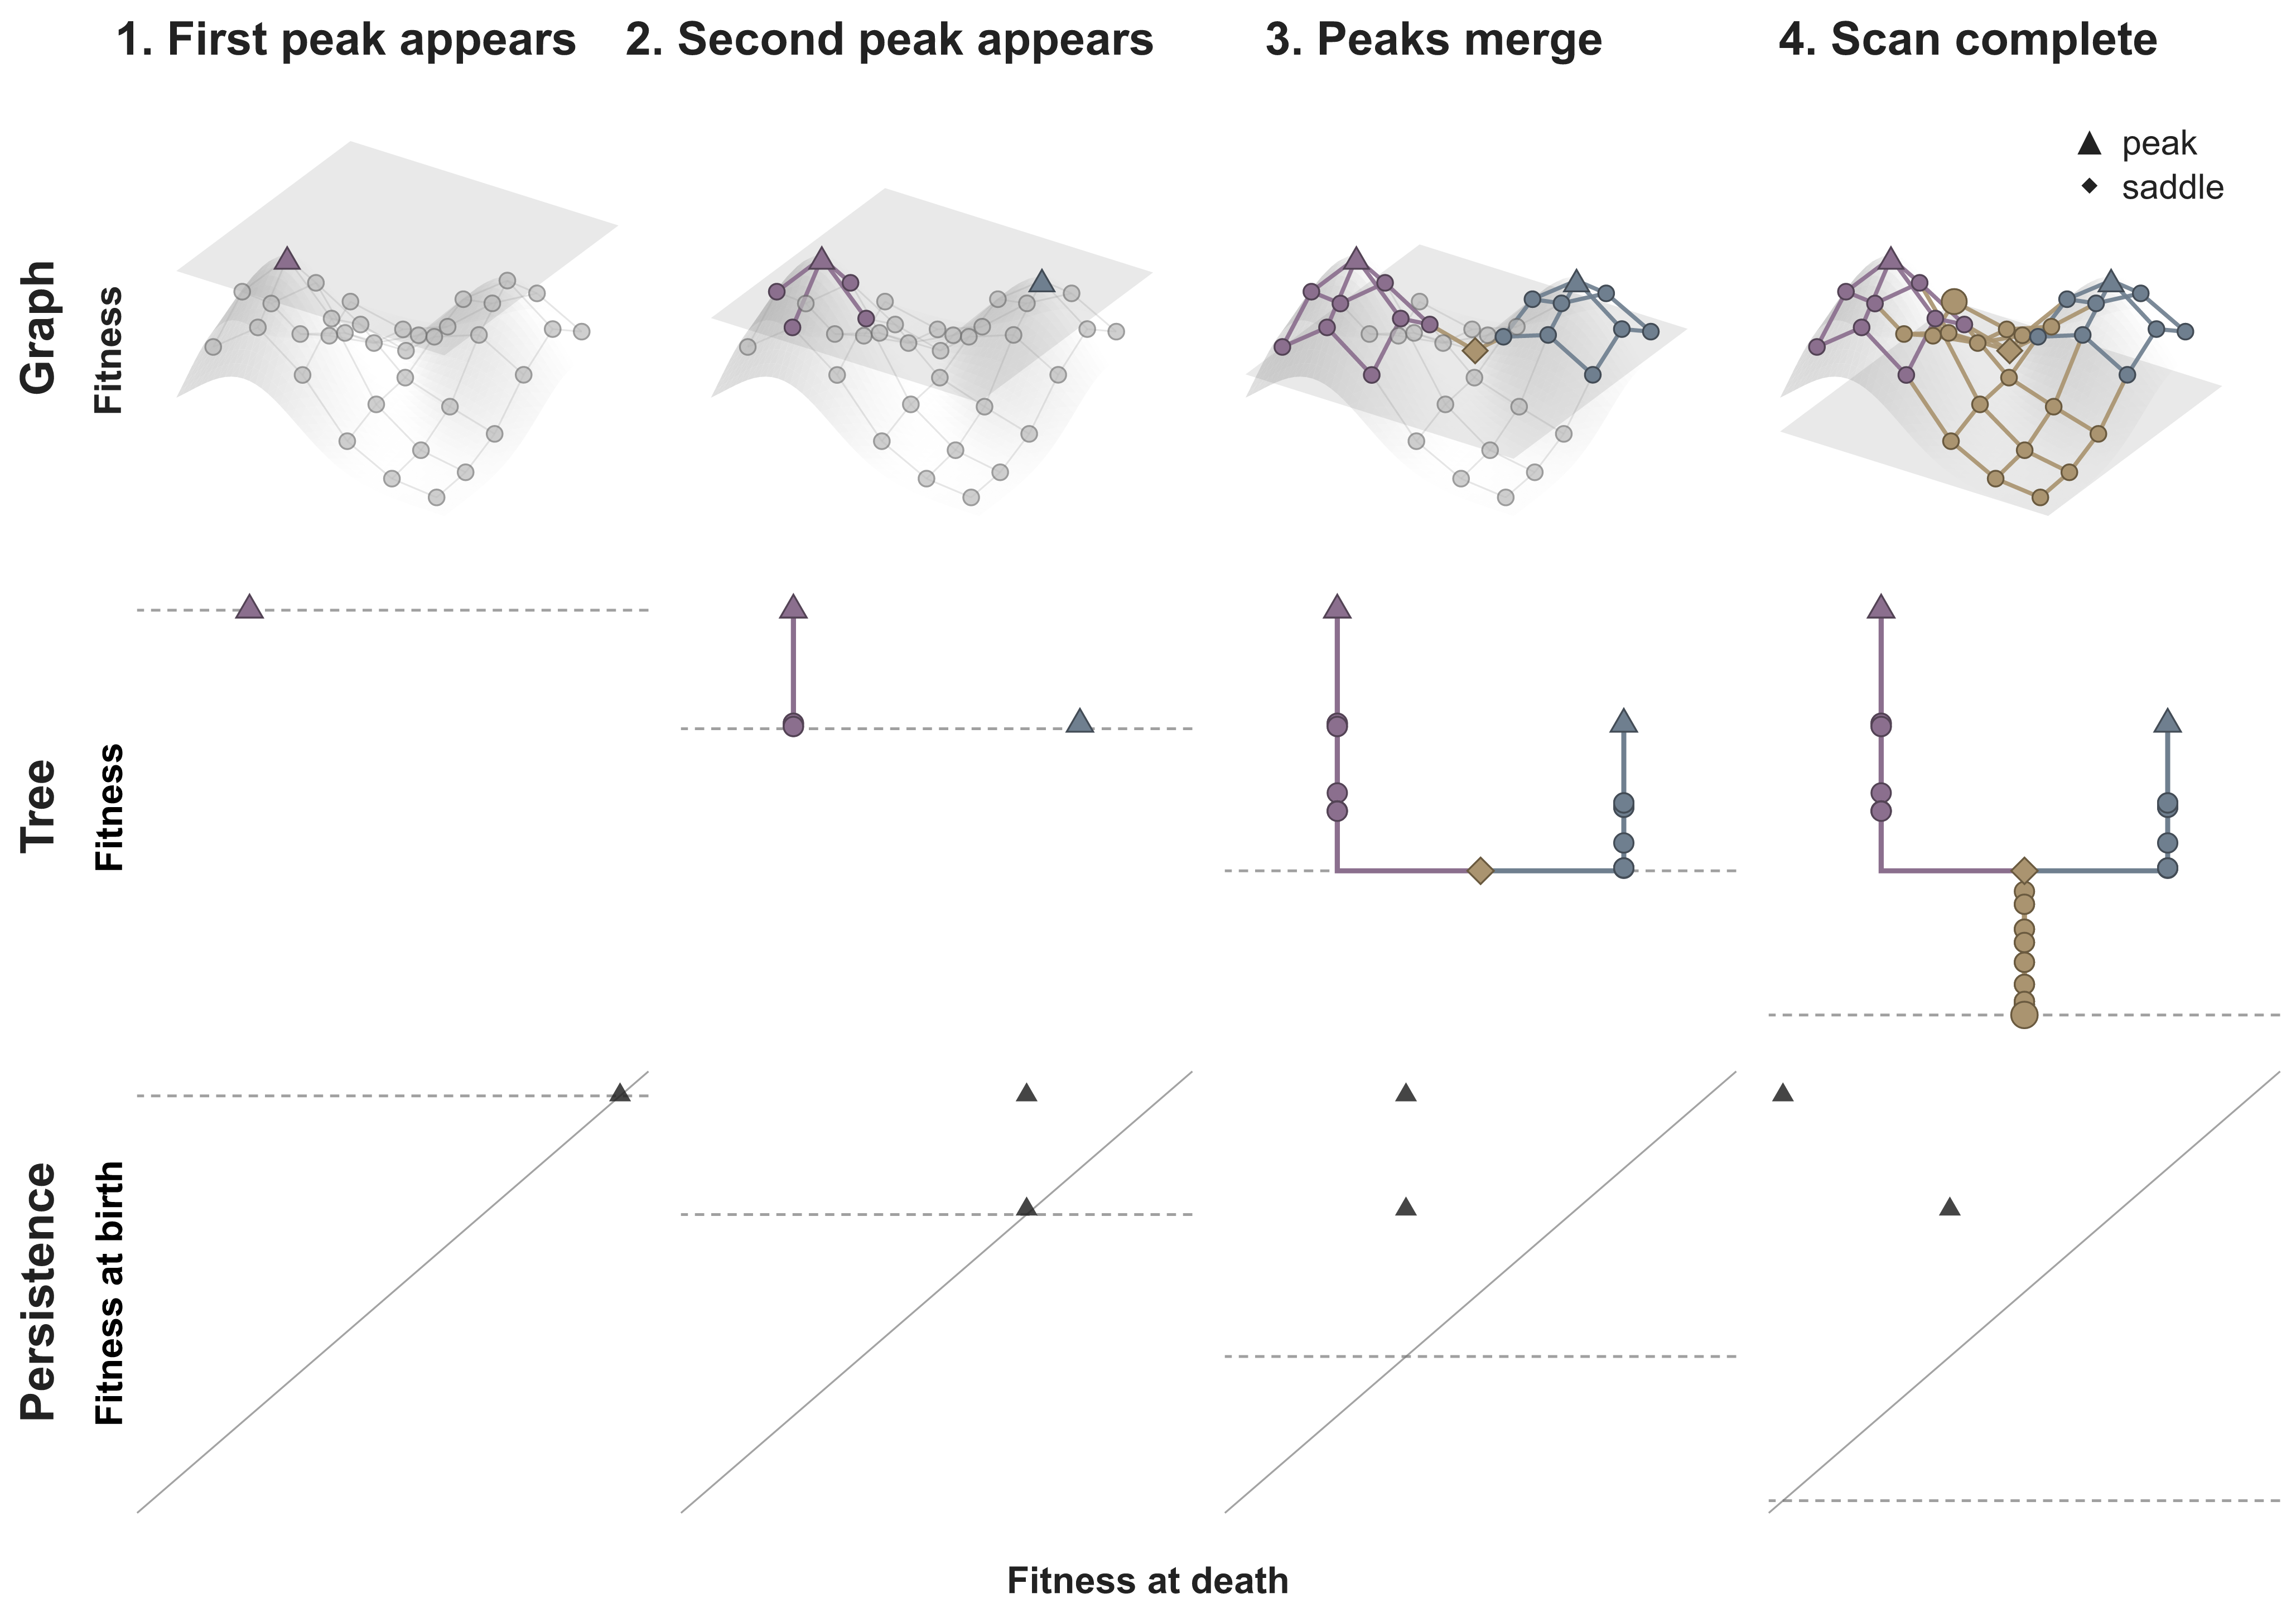 1. First peak appears
2. Second peak appears
3. Peaks merge
4. Scan complete
peak
saddle
Graph
Fitness
Tree
Fitness
Persistence
Fitness at birth
Fitness at death